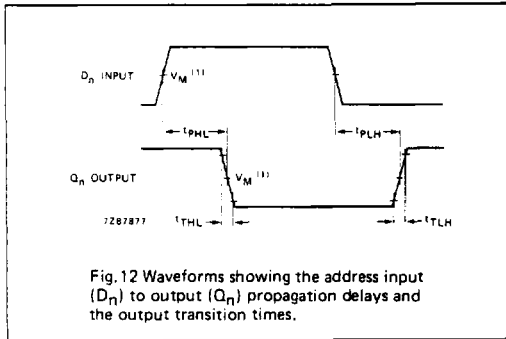 Dn INPUT
VM (1)
tPHL
tPLH
Qn OUTPUT
VM (1)
7Z87877
tTHL
tTLH
Fig. 12 Waveforms showing the address input
(Dn) to output (Qn) propagation delays and
the output transition times.